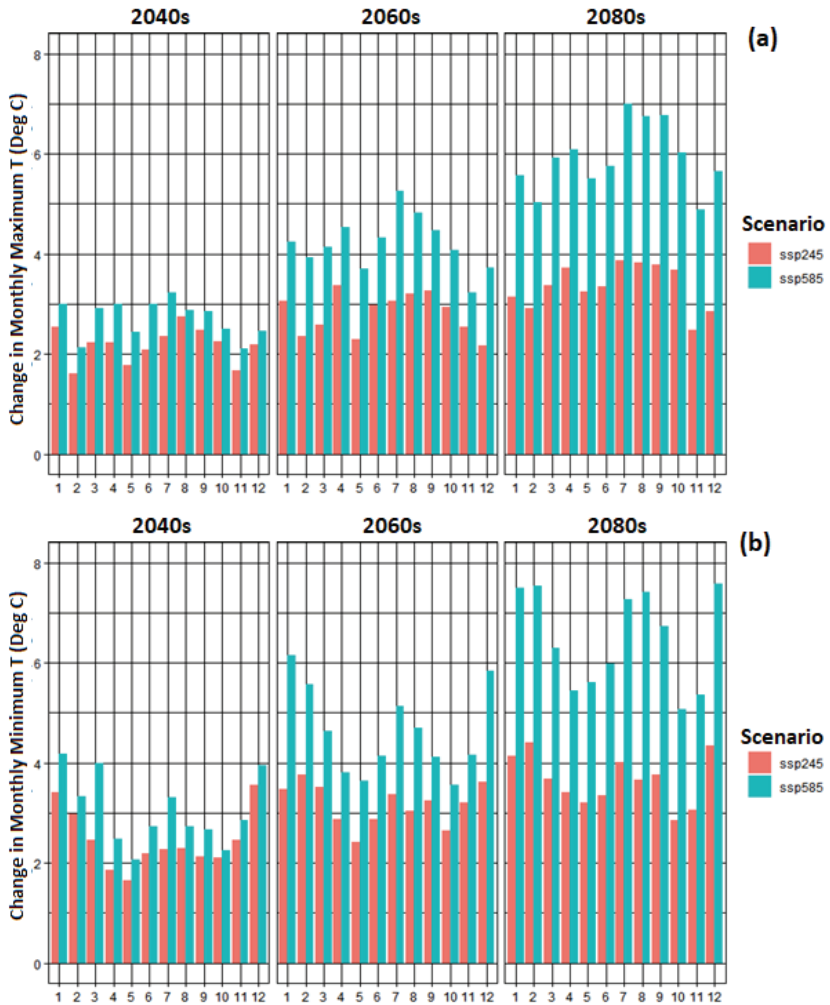 2040s 2060s 2080s
(a)
Change in Monthly Maximum T (Deg C)
8
6
4
2
0
Scenario
ssp245
ssp585
1 2 3 4 5 6 7 8 9 10 11 12 1 2 3 4 5 6 7 8 9 10 11 12 1 2 3 4 5 6 7 8 9 10 11 12
2040s 2060s 2080s
(b)
Change in Monthly Minimum T (Deg C)
8
6
4
2
0
Scenario
ssp245
ssp585
1 2 3 4 5 6 7 8 9 10 11 12 1 2 3 4 5 6 7 8 9 10 11 12 1 2 3 4 5 6 7 8 9 10 11 12